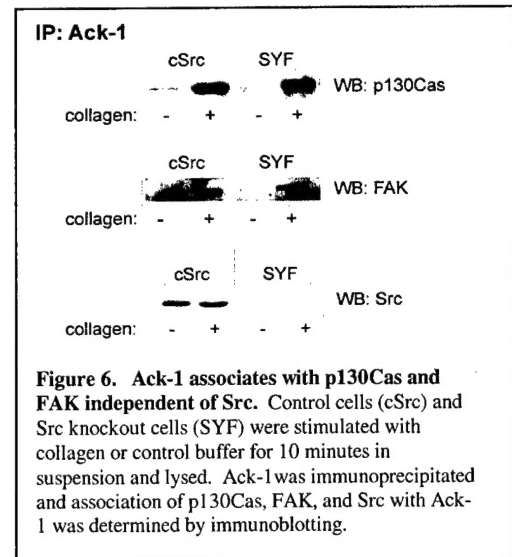 IP: Ack-1
cSrc SYF
WB: p130Cas
collagen: - + - +
cSrc SYF
WB: FAK
collagen: - + - +
cSrc SYF
WB: Src
collagen: - + - +
Figure 6. Ack-1 associates with p130Cas and
FAK independent of Src. Control cells (cSrc) and
Src knockout cells (SYF) were stimulated with
collagen or control buffer for 10 minutes in
suspension and lysed. Ack-1was immunoprecipitated
and association of p130Cas, FAK, and Src with Ack-
1 was determined by immunoblotting.